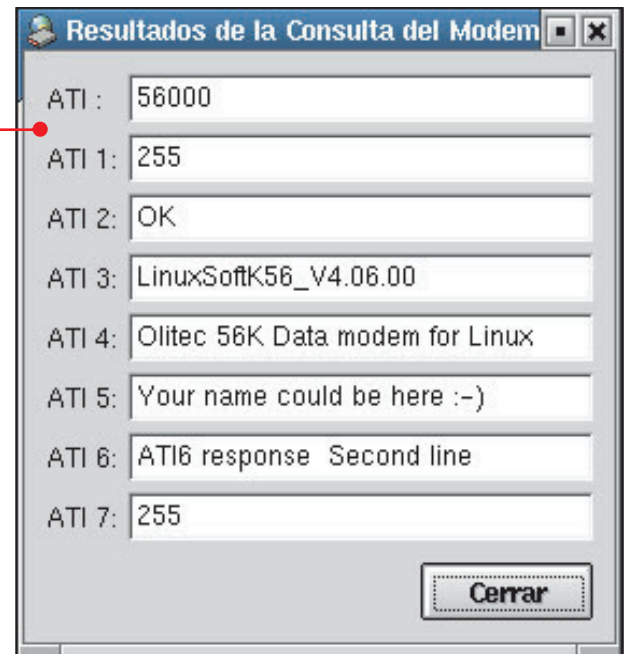 Resultados de la Consulta del Modem
ATI : 56000
ATI 1: 255
ATI 2: OK
ATI 3: LinuxSoftK56_V4.06.00
ATI 4: Olitec 56K Data modem for Linux
ATI 5: Your name could be here :-)
ATI 6: ATI6 response Second line
ATI 7: 255
Cerrar